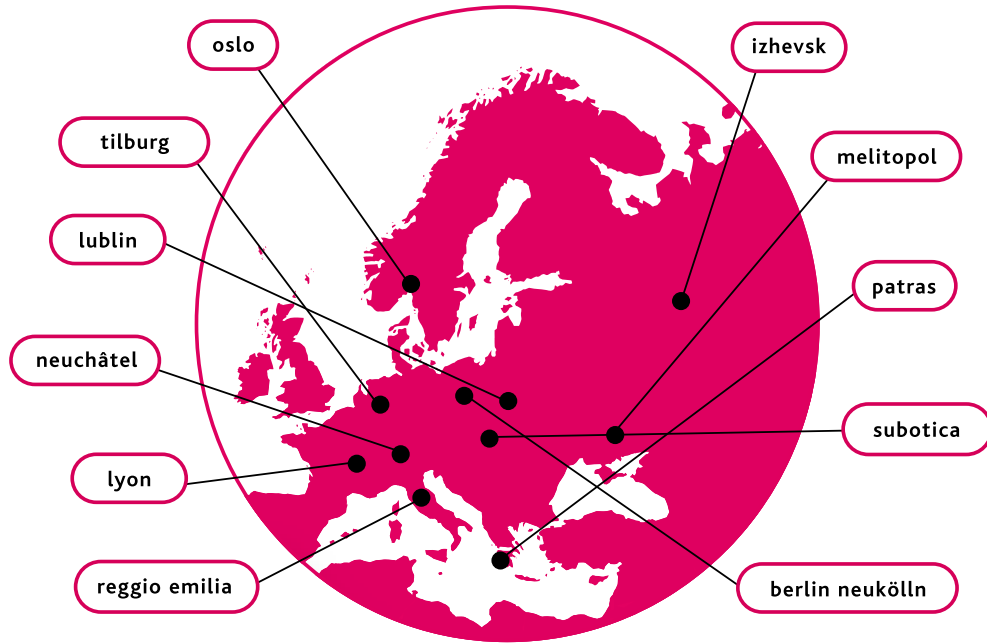 oslo
izhevsk
tilburg
melitopol
lublin
patras
neuchâtel
subotica
lyon
reggio emilia
berlin neukölln